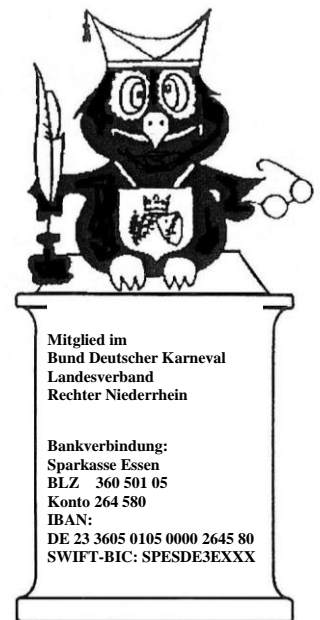 Mitglied im
Bund Deutscher Karneval
Landesverband
Rechter Niederrhein
Bankverbindung:
Sparkasse Essen
BLZ 360 501 05
Konto 264 580
IBAN:
DE 23 3605 0105 0000 2645 80
SWIFT-BIC: SPESDE3EXXX